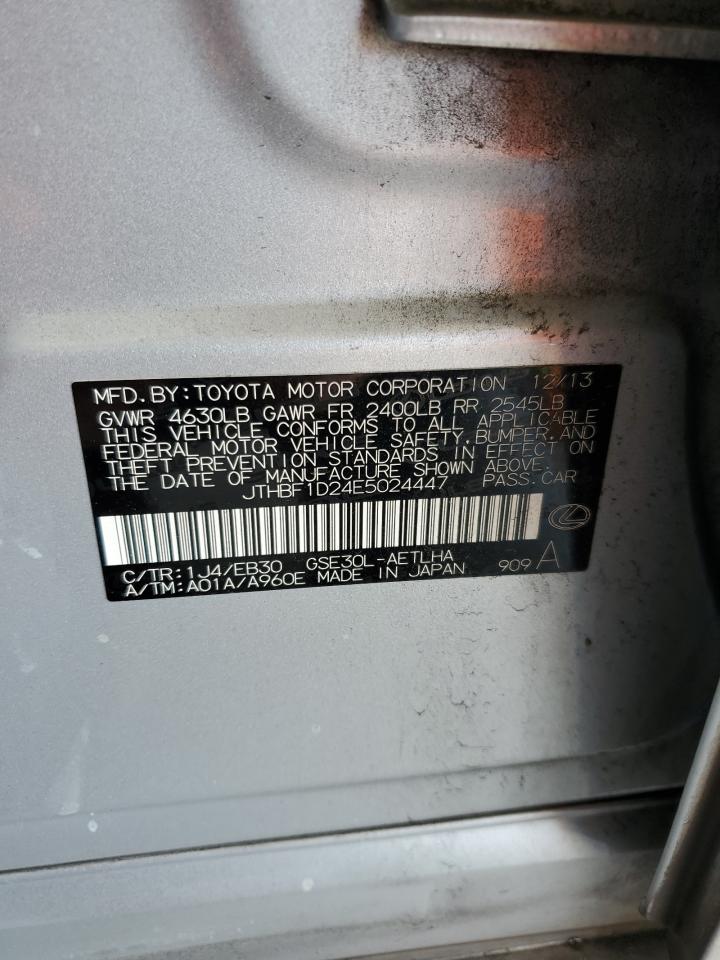 MFD. BY: TOYOTA MOTOR CORPORATION 12/13
GVWR 4630LB GAWR FR 2400LB RR 2545LB
THIS VEHICLE CONFORMS TO ALL APPLICABLE
FEDERAL MOTOR VEHICLE SAFETY, BUMPER, AND
THEFT PREVENTION STANDARDS IN EFFECT ON
THE DATE OF MANUFACTURE SHOWN ABOVE.
JTHBF1D24E5024447 PASS. CAR
C/TR: 1J4/EB30 GSE30L-AETLHA
A/TM: A01A/A960E MADE IN JAPAN 909 A